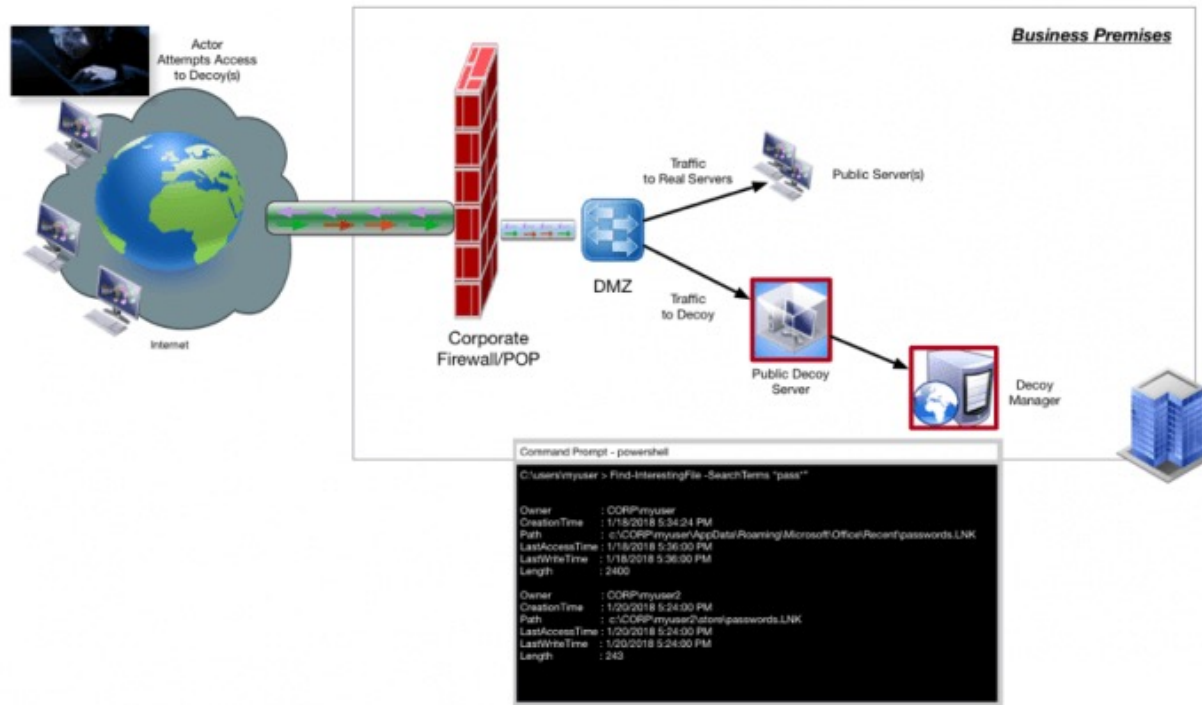 Business Premises
Actor
Attempts Access
to Decoy(s)
Internet
Corporate
Firewall/POP
DMZ
Traffic
to Real Servers
Public Server(s)
Traffic
to Decoy
Public Decoy
Server
Decoy
Manager
Command Prompt - powershell
C:\users\myuser > Find-InterestingFile -SearchTerms "pass*"
Owner : CORP\myuser
CreationTime : 1/18/2018 5:34:24 PM
Path : c:\CORP\myuser\AppData\Roaming\Microsoft\Office\Recent\passwords.LNK
LastAccessTime : 1/18/2018 5:36:00 PM
LastWriteTime : 1/18/2018 5:36:00 PM
Length : 2400
Owner : CORP\myuser2
CreationTime : 1/20/2018 5:24:00 PM
Path : c:\CORP\myuser2\store\passwords.LNK
LastAccessTime : 1/20/2018 5:24:00 PM
LastWriteTime : 1/20/2018 5:24:00 PM
Length : 243